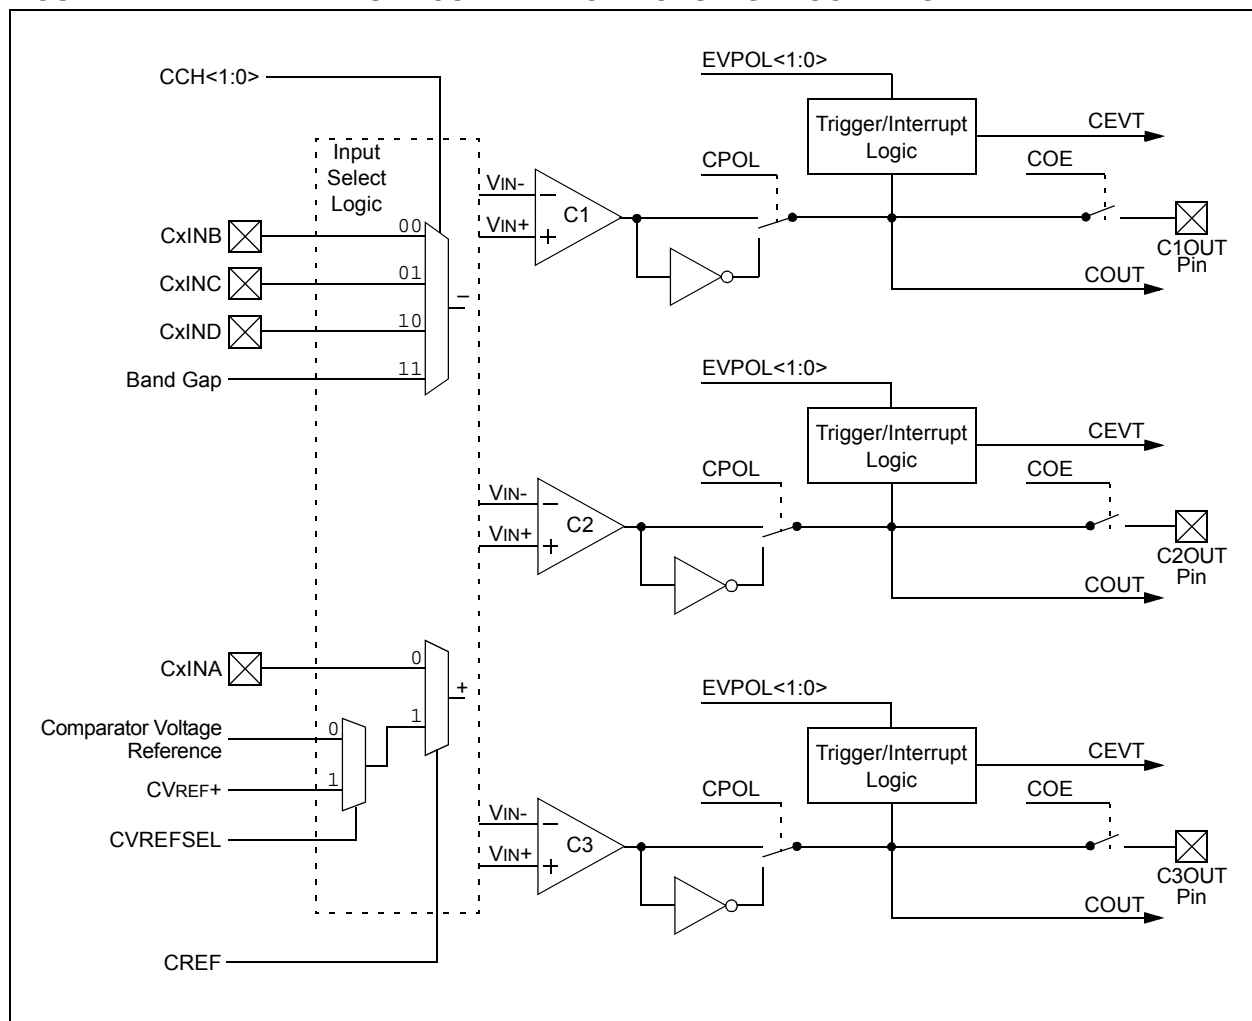 CCH<1:0>
Input
Select
Logic
CxINB
00
CxINC
01
CxIND
10
Band Gap
11
-
CxINA
0
+
Comparator Voltage
Reference
0
1
CVREF+
1
CVREFSEL
CREF
EVPOL<1:0>
Trigger/Interrupt
Logic
CEVT
CPOL
COE
VIN-
VIN+
C1
C1OUT
Pin
COUT
EVPOL<1:0>
Trigger/Interrupt
Logic
CEVT
CPOL
COE
VIN-
VIN+
C2
C2OUT
Pin
COUT
EVPOL<1:0>
Trigger/Interrupt
Logic
CEVT
CPOL
COE
VIN-
VIN+
C3
C3OUT
Pin
COUT